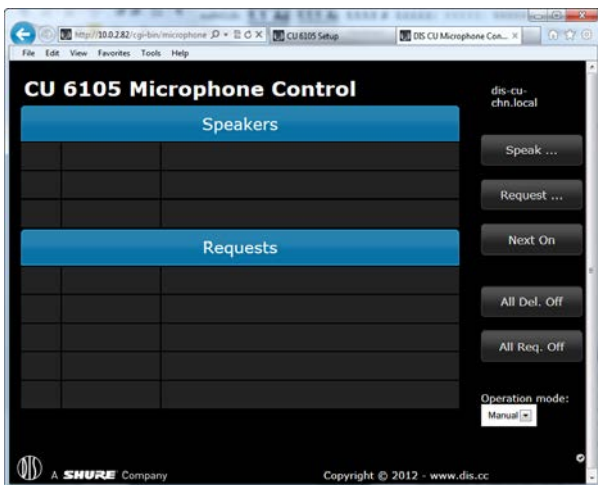 http://10.0.2.82/cgi-bin/microphone
CU 6105 Setup
DIS CU Microphone Con...
File Edit View Favorites Tools Help
CU 6105 Microphone Control
dis-cu-
chn.local
Speakers
Speak ...
Request ...
Next On
Requests
All Del. Off
All Req. Off
Operation mode:
Manual
DIS
A SHURE Company
Copyright © 2012 - www.dis.cc